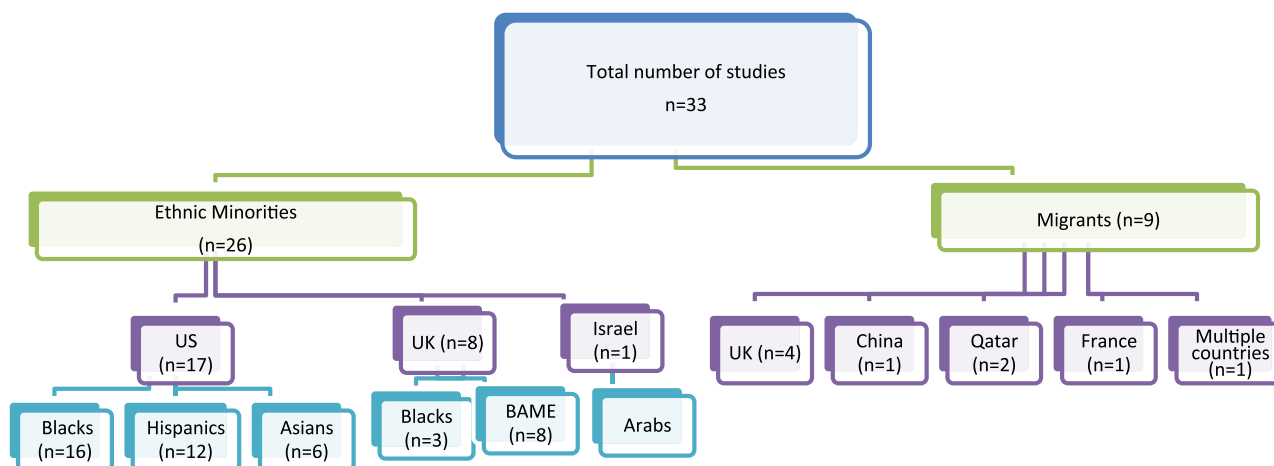 Total number of studies
n=33
Ethnic Minorities
(n=26)
Migrants (n=9)
US
(n=17)
UK (n=8)
Israel
(n=1)
UK (n=4)
China
(n=1)
Qatar
(n=2)
France
(n=1)
Multiple
countries
(n=1)
Blacks
(n=16)
Hispanics
(n=12)
Asians
(n=6)
Blacks
(n=3)
BAME
(n=8)
Arabs